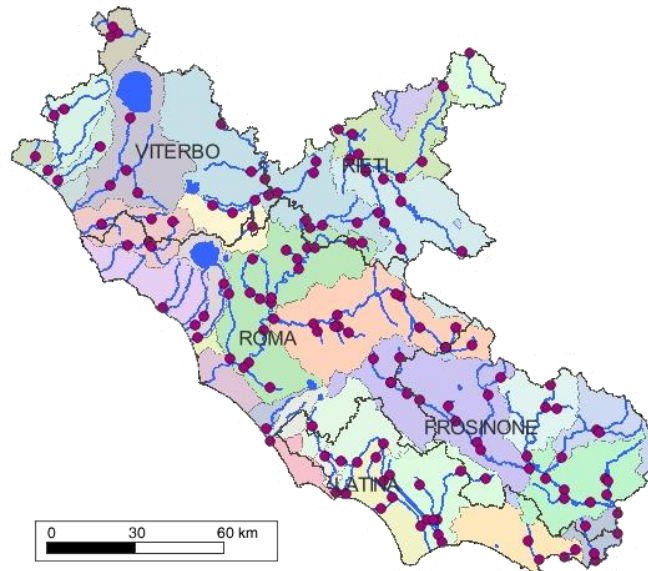 VITERBO
RIETI
ROMA
FROSINONE
LATINA
0 30 60 km